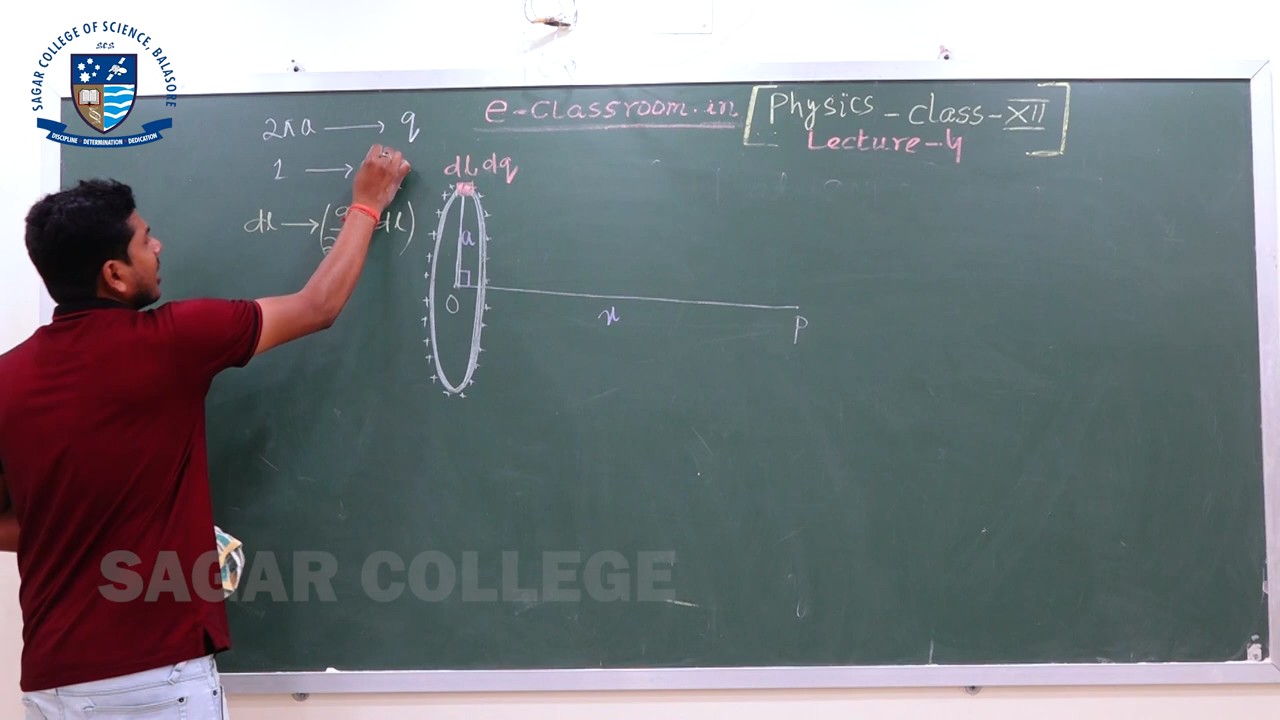 SAGAR COLLEGE OF SCIENCE, BALASORE
SCS
DISCIPLINE DETERMINATION DEDICATION
e-Classroom.in [Physics-class-XII]
Lecture-4
2πa → q
1 →
dl → ( dl)
dl dq
a
O
x
P
SAGAR COLLEGE